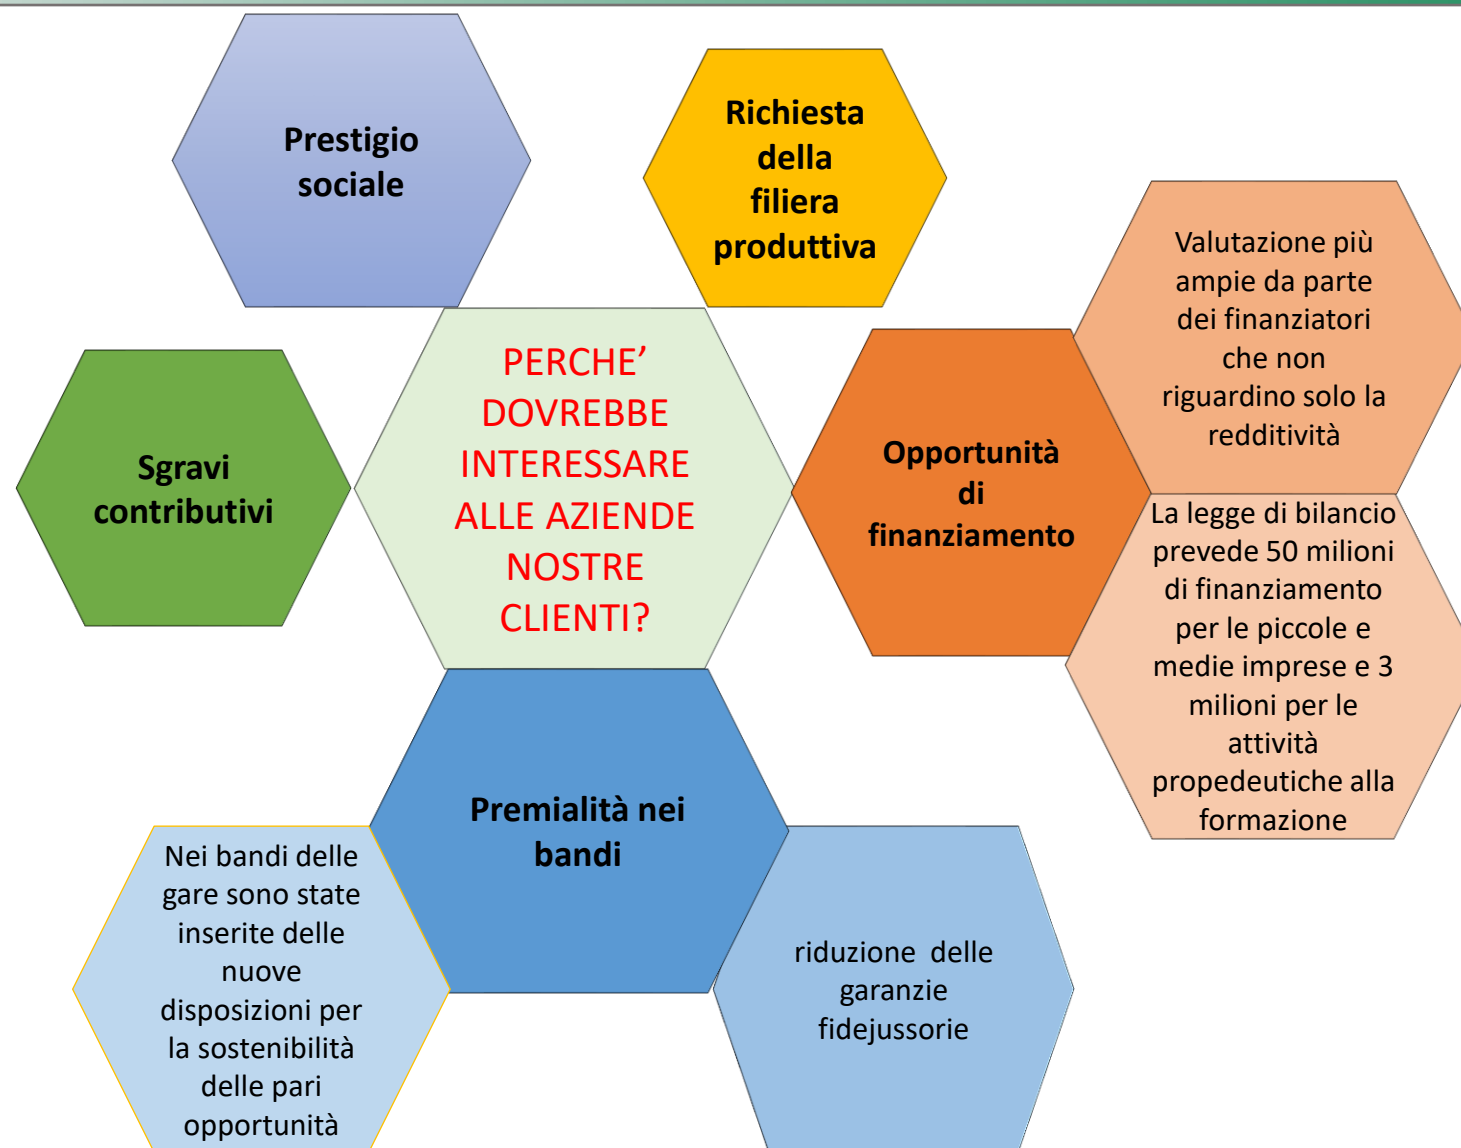 Prestigio
sociale
Richiesta
della
filiera
produttiva
Valutazione più
ampie da parte
dei finanziatori
che non
riguardino solo la
redditività
PERCHE’
DOVREBBE
INTERESSARE
ALLE AZIENDE
NOSTRE
CLIENTI?
Sgravi
contributivi
Opportunità
di
finanziamento
La legge di bilancio
prevede 50 milioni
di finanziamento
per le piccole e
medie imprese e 3
milioni per le
attività
propedeutiche alla
formazione
Premialità nei
bandi
Nei bandi delle
gare sono state
inserite delle
nuove
disposizioni per
la sostenibilità
delle pari
opportunità
riduzione  delle
garanzie
fidejussorie